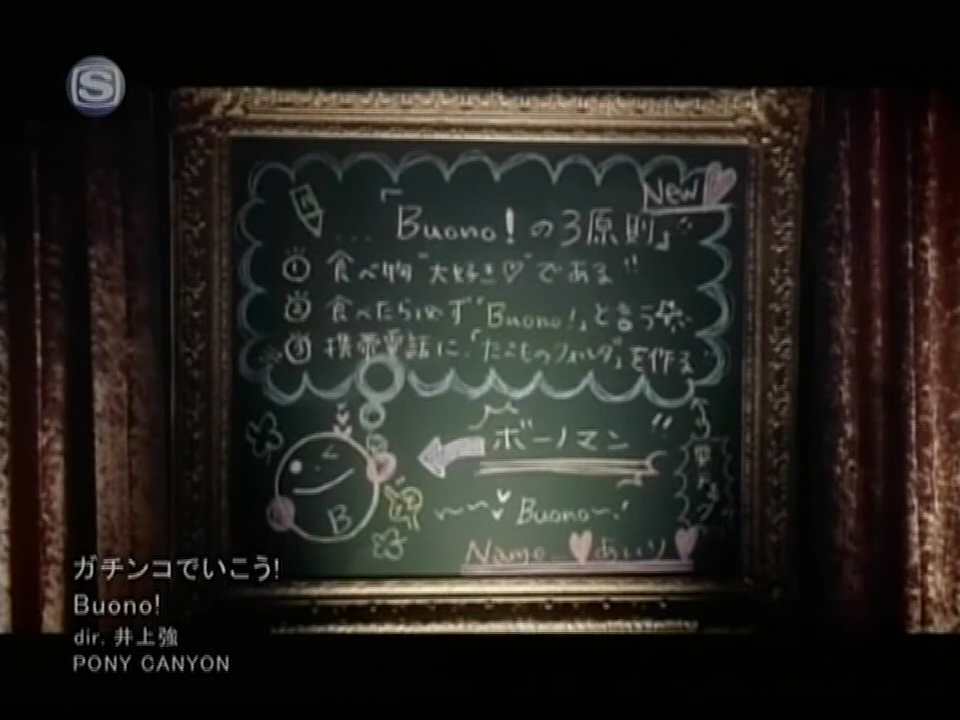 S
New
「Buono!の3原則」
① 食べ物"大好き♡"である!!
② 食べたら必ず「Buono!」と言う
③ 携帯電話に、「たべものフォルダ」を作る
ボーノマン
B
〜〜Buono〜!
Name...♥あいり♥
ガチンコでいこう!
Buono!
dir. 井上強
PONY CANYON